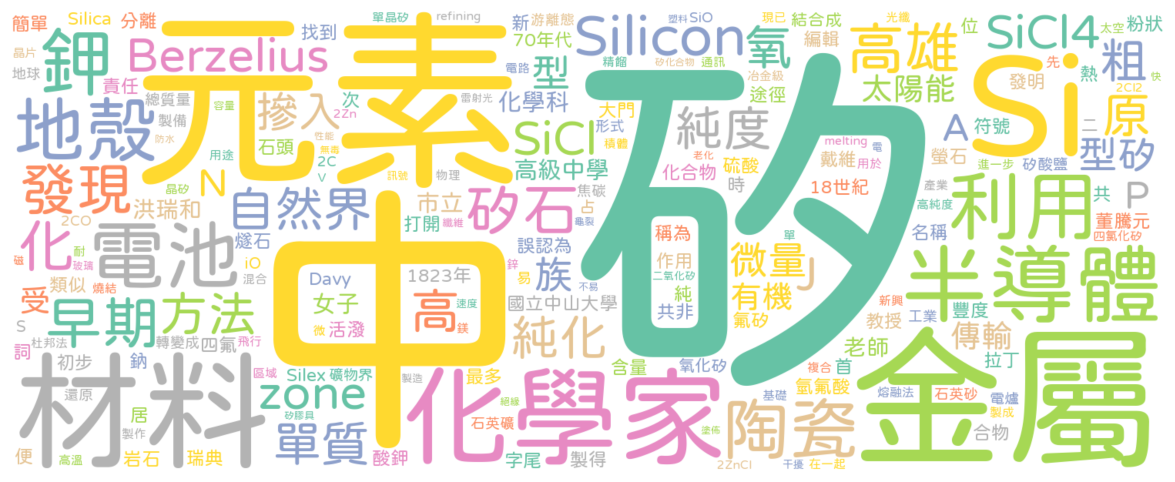 簡單
Silica
分離
單晶矽
refining
新
游離態
塑料
SiO
現已
光纖
位
SiCl4
太空
粉狀
鉀
晶片
地球
Berzelius
找到
70年代
電路
型
Silicon
精餾
矽化合物
通訊
氧
結合成
編輯
冶金級
途徑
高雄
太陽能
發明
先
熱
2Cl2
粗
快
責任
總質量
製備
容量
元素
次
2Zn
雷射光
化學科
大門
形式
積體
純度
Si
A
符號
二
原
地殼
防水
用途
性能
無毒
摻入
石頭
2C
V
SiCl
高級中學
老化
硫酸
化合物
melting
電
戴維
用於
螢石
進一步
矽酸鹽
型矽
發現
N
晶矽
訊號
物理
矽
時
18世紀
產業
高純度
共
P
洪瑞和
自然界
市立
打開
纖維
矽石
焦碳
占
龜裂
單
稱為
名稱
利用
董騰元
四氯化矽
化
2CO
磁
耐
玻璃
電池
燧石
iO
混合
中
誤認為
鋅
易
族
不易
作用
二氧化矽
純
共非
微量
有機
J
類似
燒結
Davy
1823年
女子
速度
微
活潑
高
鎂
國立中山大學
氟矽
新興
教授
工業
豐度
半導體
受
S
詞
早期
方法
純化
傳輸
杜邦法
轉變成
四氟
飛行
初步
鈉
還原
材料
區域
Silex
礦物界
製造
最多
含量
氧化矽
老師
首
拉丁
複合
熔融法
石英砂
電爐
製成
合物
金屬
zone
矽膠具
絕緣
化學家
石英礦
基礎
氫氟酸
居
製作
便
高溫
岩石
瑞典
單質
酸鉀
字尾
製得
塗佈
陶瓷
2ZnCl
干擾
在一起